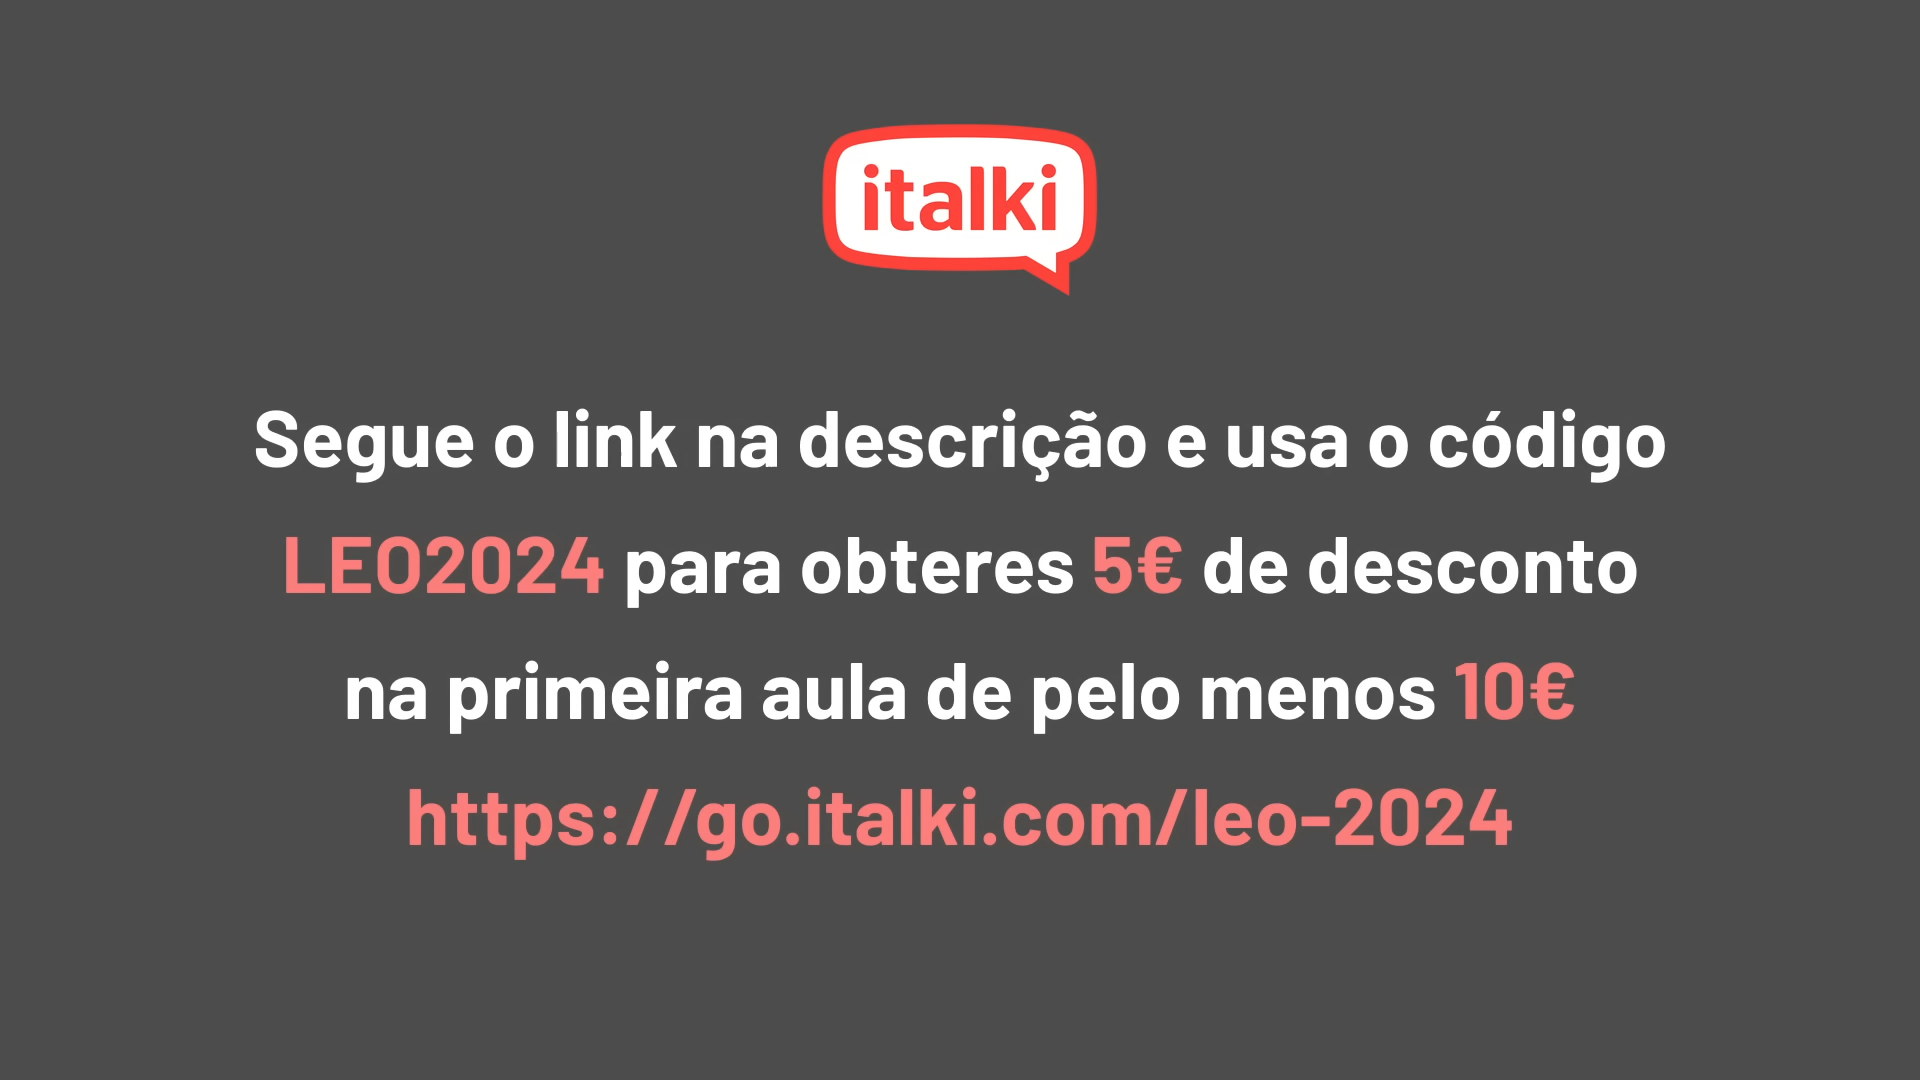 italki
Segue o link na descrição e usa o código
LEO2024 para obteres 5€ de desconto
na primeira aula de pelo menos 10€
https://go.italki.com/leo-2024